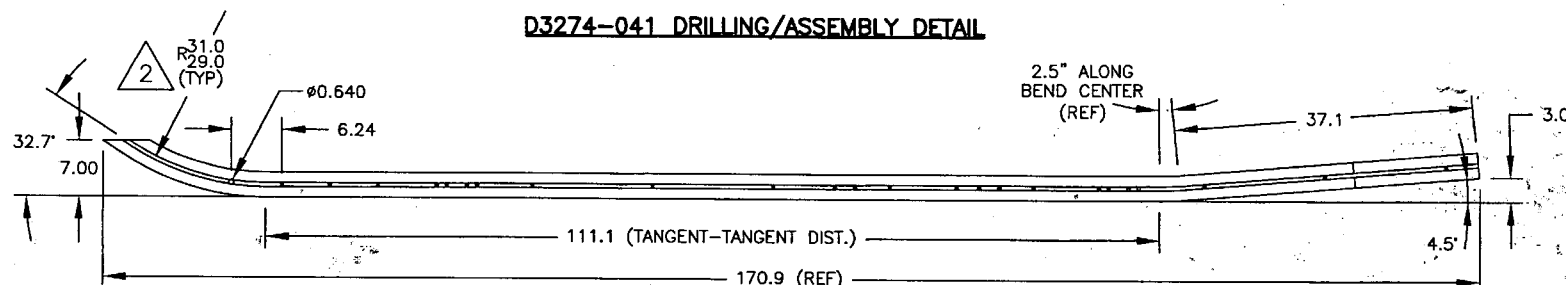 D3274-041 DRILLING/ASSEMBLY DETAIL
2
R31.0
29.0
(TYP)
ø0.640
6.24
32.7°
7.00
2.5" ALONG
BEND CENTER
(REF)
37.1
3.0
4.5°
111.1 (TANGENT-TANGENT DIST.)
170.9 (REF)